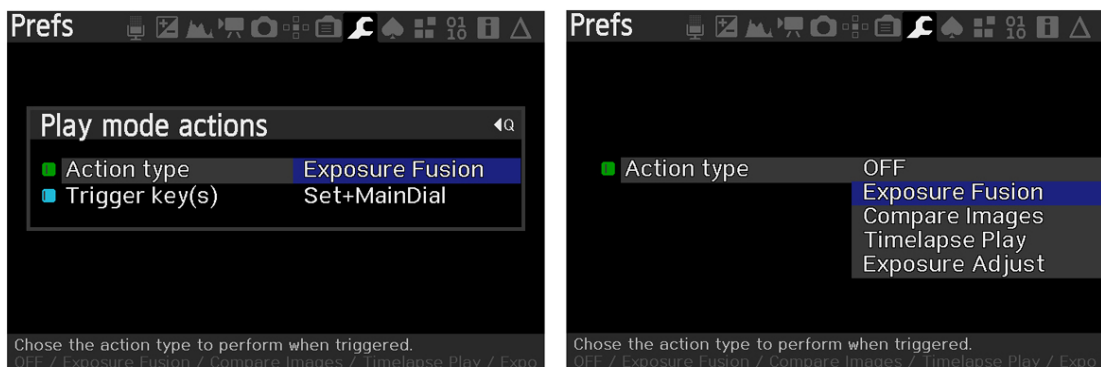 Prefs
Play mode actions
Q
Action type Exposure Fusion
Trigger key(s) Set+MainDial
Chose the action type to perform when triggered.
OFF / Exposure Fusion / Compare Images / Timelapse Play / Expo
Prefs
Action type OFF
Exposure Fusion
Compare Images
Timelapse Play
Exposure Adjust
Chose the action type to perform when triggered.
OFF / Exposure Fusion / Compare Images / Timelapse Play / Expo